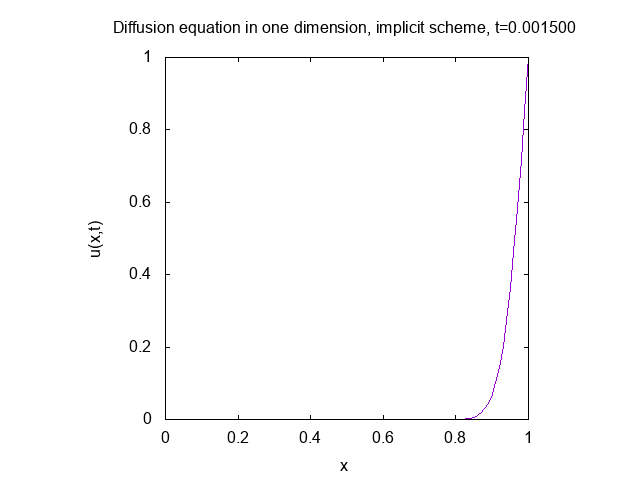 Diffusion equation in one dimension, implicit scheme, t=0.001500
1
0.8
0.6
u(x,t)
0.4
0.2
0
0 0.2 0.4 0.6 0.8 1
x